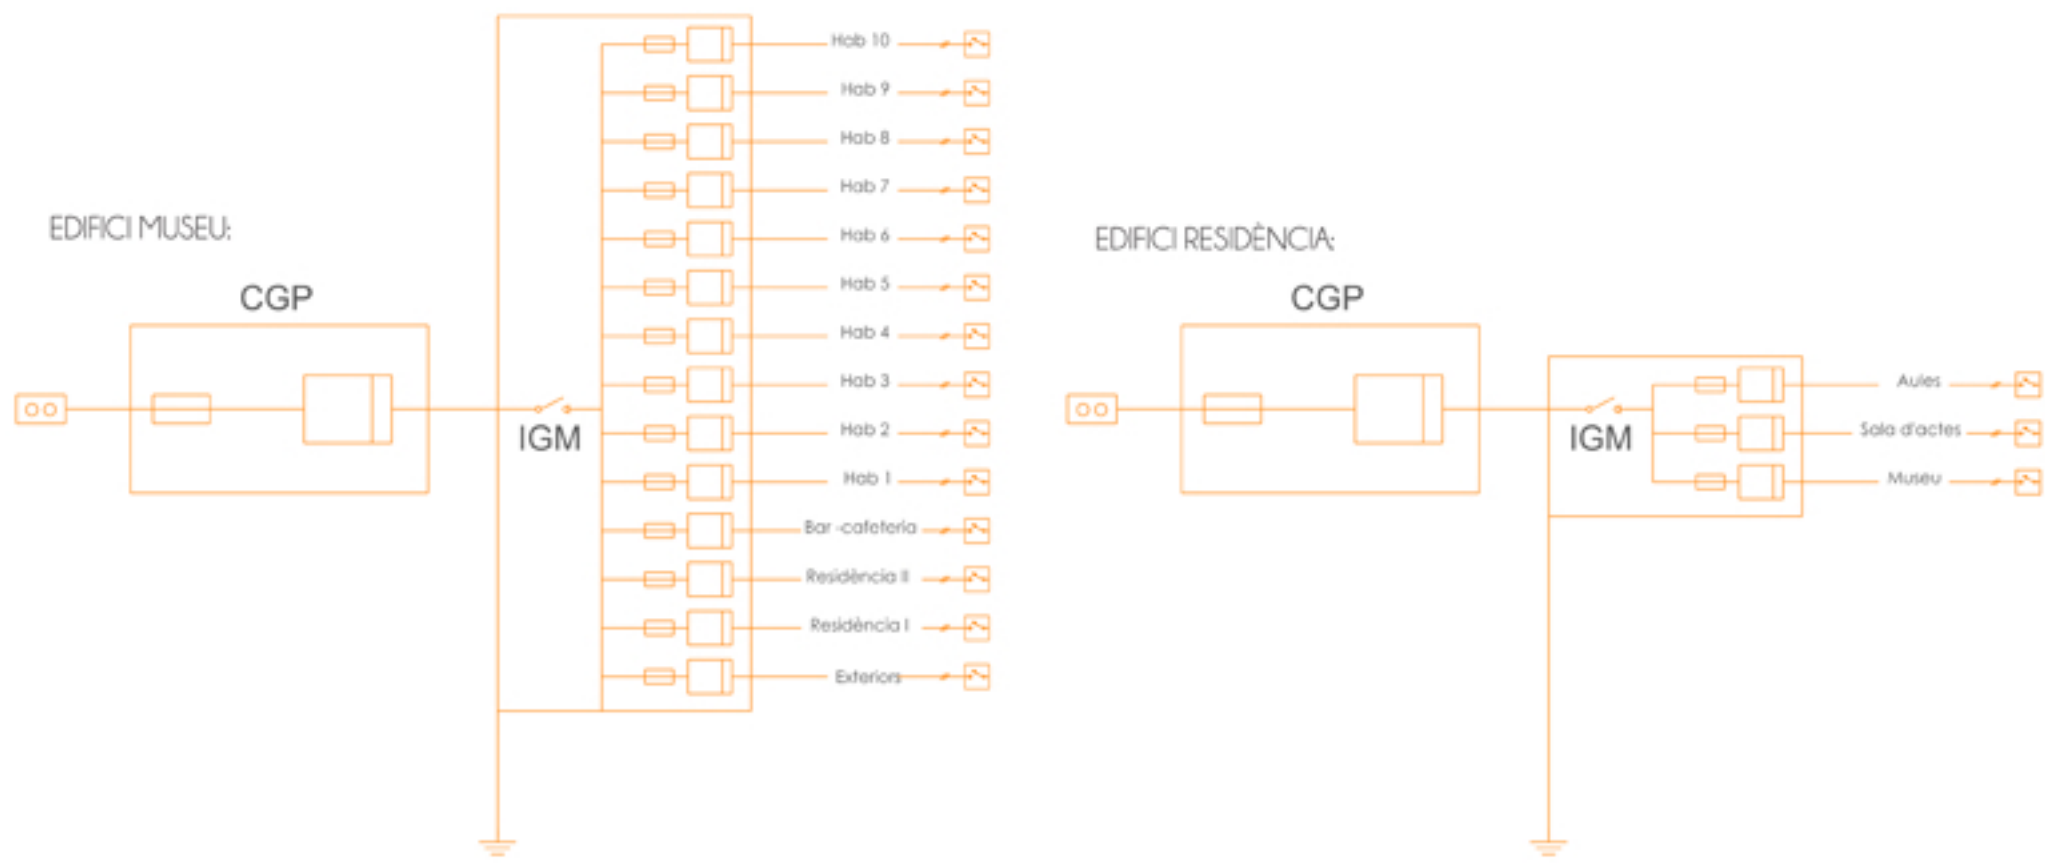 EDIFICI MUSEU:
CGP
IGM
Hab 10
Hab 9
Hab 8
Hab 7
Hab 6
Hab 5
Hab 4
Hab 3
Hab 2
Hab 1
Bar -cafeteria
Residència II
Residència I
Exteriors
EDIFICI RESIDÈNCIA:
CGP
IGM
Aules
Sala d'actes
Museu